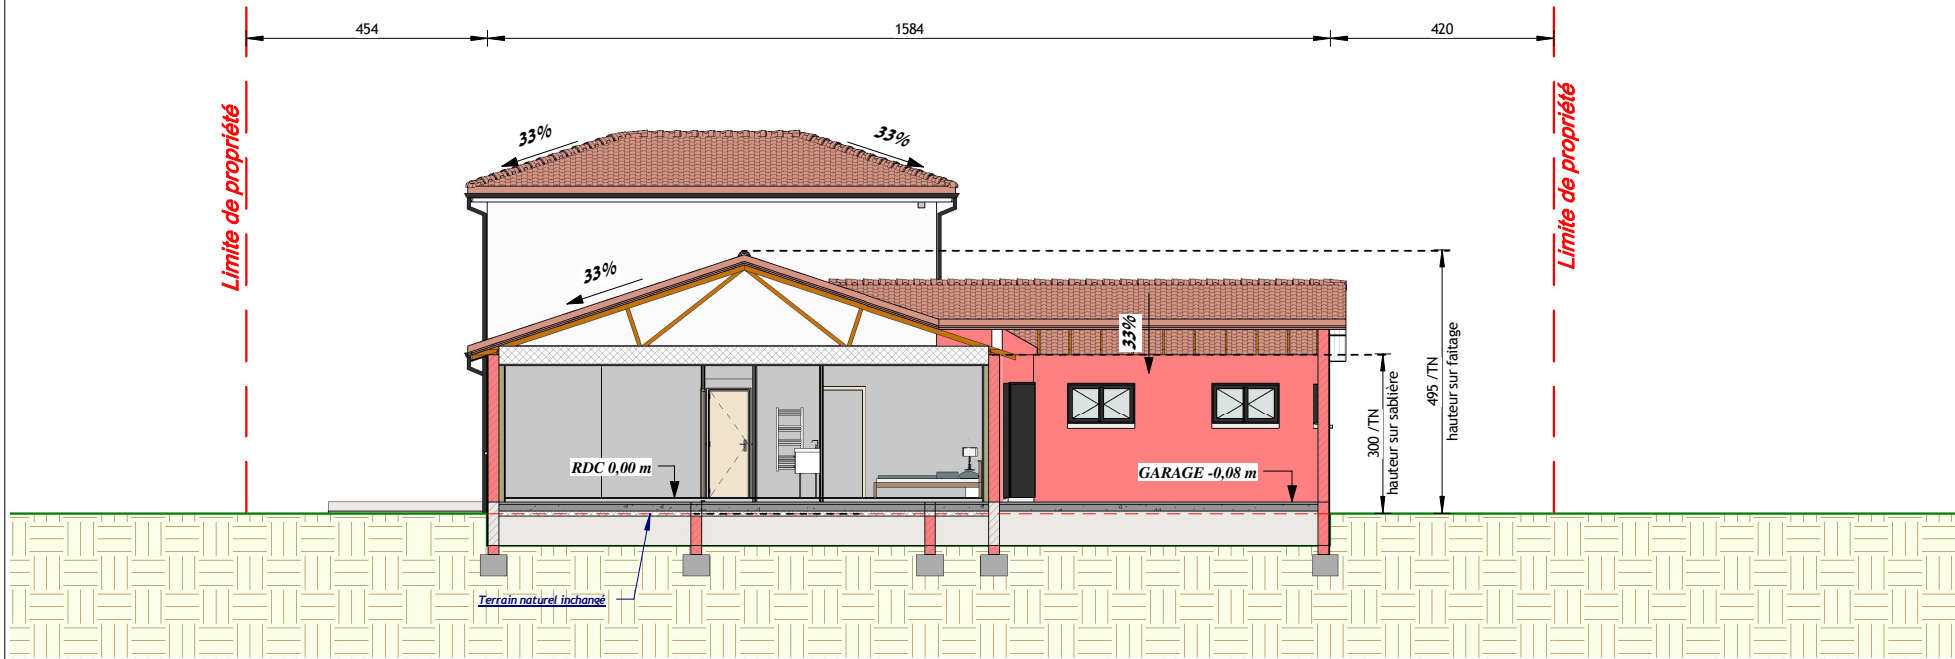 454
1584
420
Limite de propriété
Limite de propriété
33%
33%
33%
33%
495 /TN
hauteur sur faitage
300 /TN
hauteur sur sablière
RDC 0,00 m
GARAGE -0,08 m
Terrain naturel inchangé